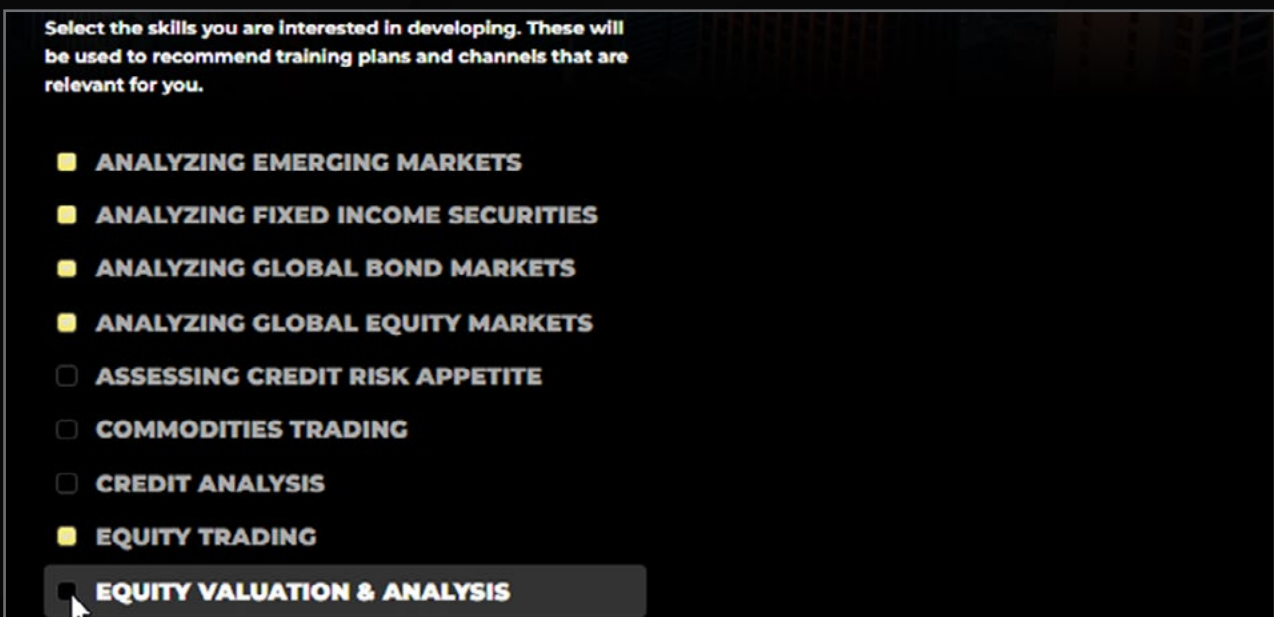 Select the skills you are interested in developing. These will
be used to recommend training plans and channels that are
relevant for you.
ANALYZING EMERGING MARKETS
ANALYZING FIXED INCOME SECURITIES
ANALYZING GLOBAL BOND MARKETS
ANALYZING GLOBAL EQUITY MARKETS
ASSESSING CREDIT RISK APPETITE
COMMODITIES TRADING
CREDIT ANALYSIS
EQUITY TRADING
EQUITY VALUATION & ANALYSIS